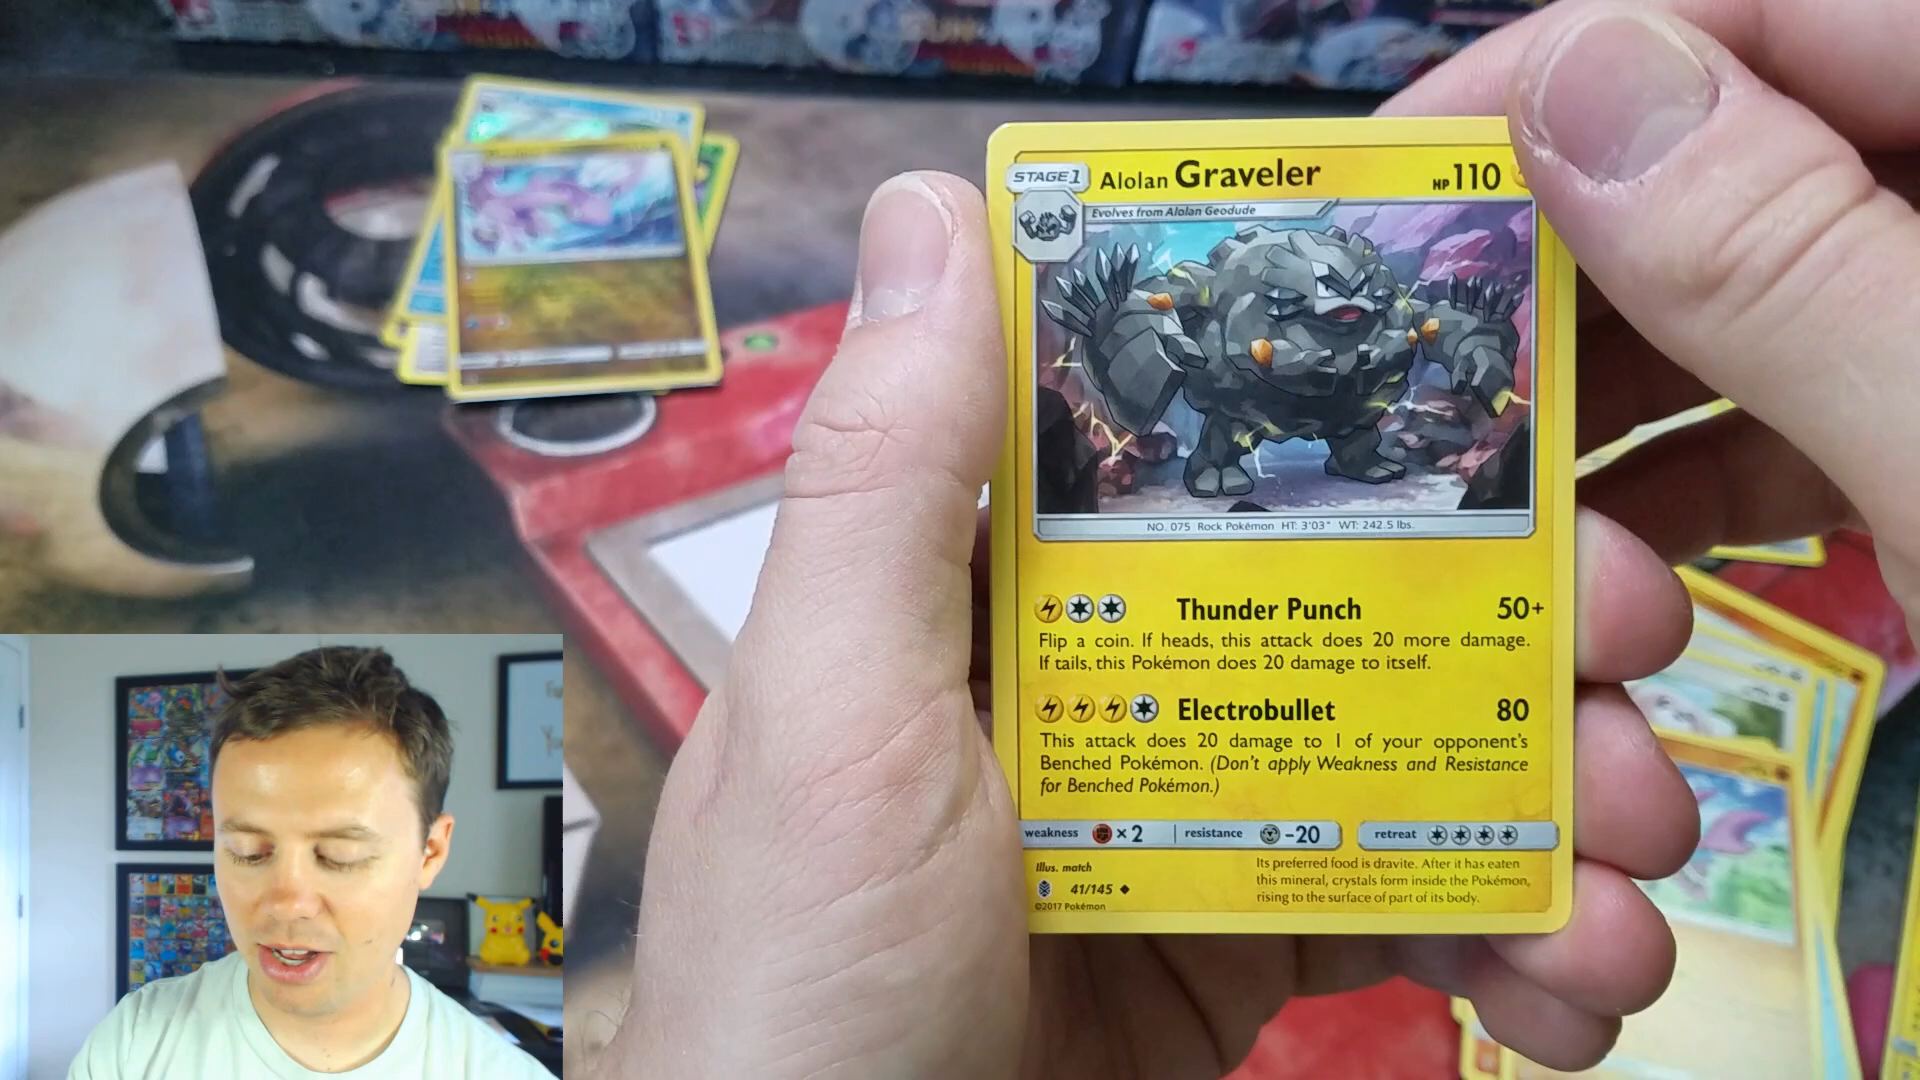 STAGE 1 Alolan Graveler HP 110
Evolves from Alolan Geodude
NO. 075 Rock Pokémon HT: 3'03" WT: 242.5 lbs.
Thunder Punch 50+
Flip a coin. If heads, this attack does 20 more damage.
If tails, this Pokémon does 20 damage to itself.
Electrobullet 80
This attack does 20 damage to 1 of your opponent's
Benched Pokémon. (Don't apply Weakness and Resistance
for Benched Pokémon.)
weakness × 2 resistance -20 retreat
Illus. match
41/145
©2017 Pokémon
Its preferred food is dravite. After it has eaten
this mineral, crystals form inside the Pokémon,
rising to the surface of part of its body.